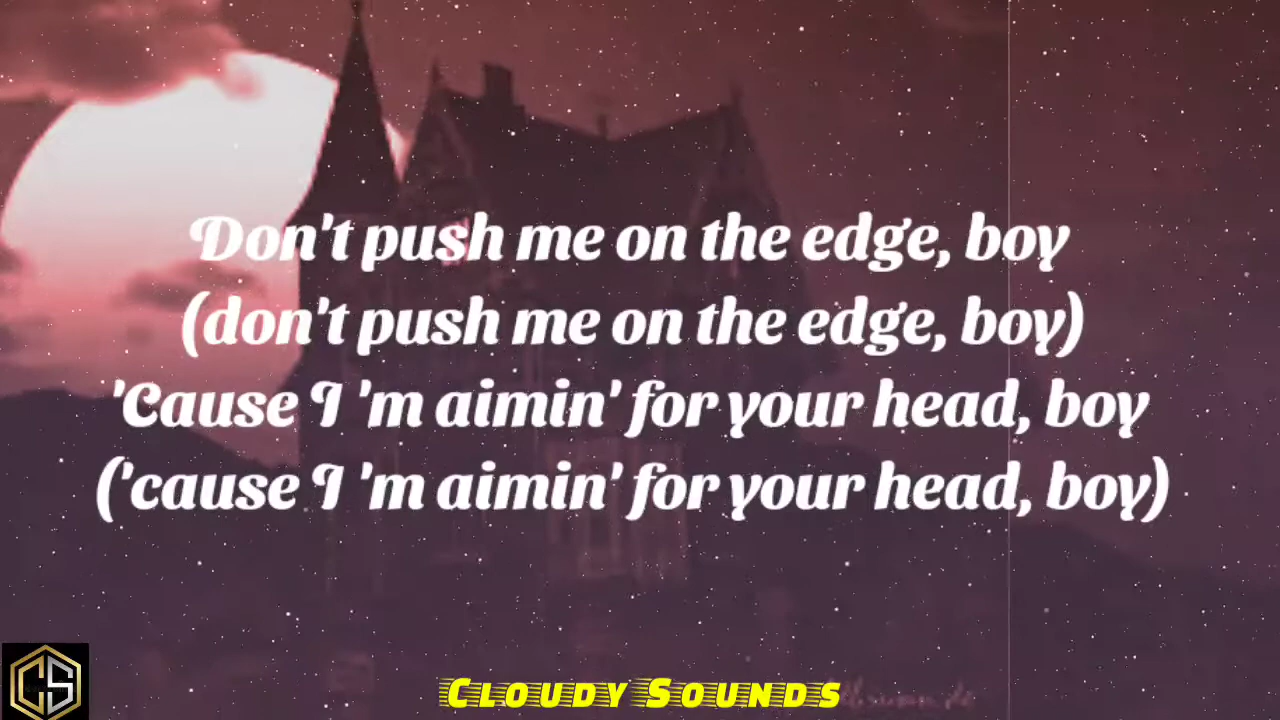 Don't push me on the edge, boy
(don't push me on the edge, boy)
'Cause I 'm aimin' for your head, boy
('cause I 'm aimin' for your head, boy)
CS
CLOUDY SOUNDS